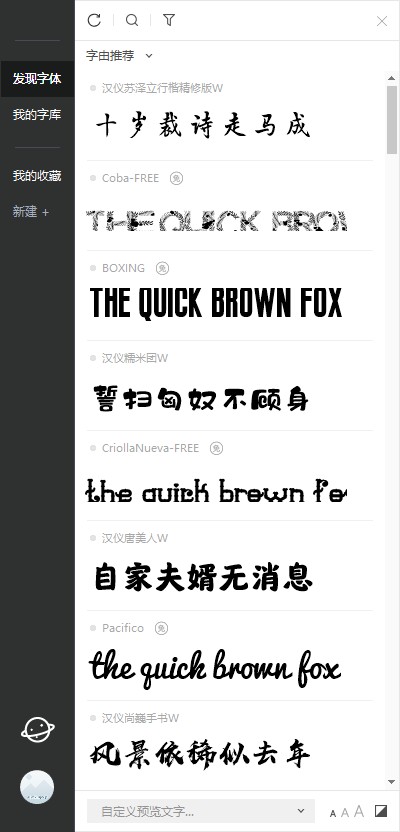 字由推荐
发现字体
我的字库
我的收藏
新建 +
汉仪苏泽立行楷精修版W
十岁裁诗走马成
Coba-FREE 免
THE QUICK BROW
BOXING 免
THE QUICK BROWN FOX
汉仪糯米团W
誓扫匈奴不顾身
CriollaNueva-FREE 免
the quick brown fo
汉仪唐美人W
自家夫婿无消息
Pacifico 免
the quick brown fox
汉仪尚巍手书W
风景依稀似去年
自定义预览文字...
A A A